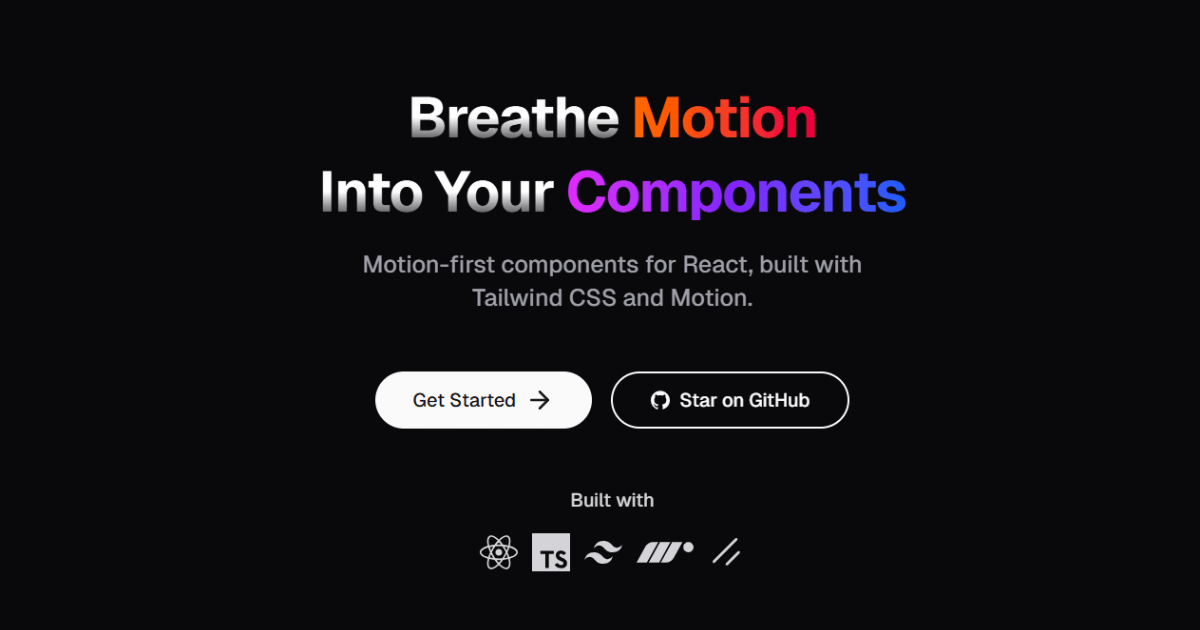 Breathe Motion
Into Your Components
Motion-first components for React, built with
Tailwind CSS and Motion.
Get Started
Star on GitHub
Built with
TS